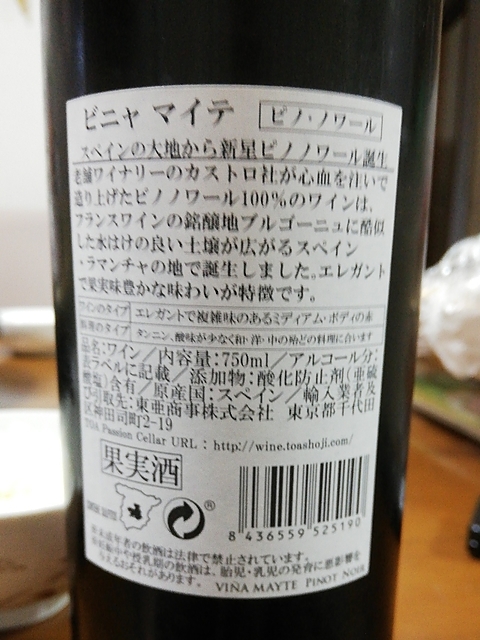 ビニャ マイテ ピノ・ノワール
スペインの大地から新星ピノノワール誕生
老舗ワイナリーのカストロ社が心血を注いで
造り上げたピノノワール100%のワインは、
フランスワインの銘醸地ブルゴーニュに酷似
した水はけの良い土壌が広がるスペイン
・ラマンチャの地で誕生しました。エレガント
で果実味豊かな味わいが特徴です。
ワインのタイプ エレガントで複雑味のあるミディアム・ボディの赤
料理のタイプ タンニン、酸味が少なく和・洋・中の殆どの料理に合います
品名:ワイン/内容量:750ml/アルコール分:
表ラベルに記載/添加物:酸化防止剤(亜硫
酸塩)含有/原産国:スペイン/輸入業者及
び引取先:東亜商事株式会社 東京都千代田
区神田司町2-19
TOA Passion Cellar URL : http://wine.toashoji.com/
果実酒
®
8 436559 525190
※未成年者の飲酒は法律で禁止されています。
※妊娠中や授乳期の飲酒は、胎児・乳児の発育に悪影響を
与えるおそれがあります。 VINA MAYTE PINOT NOIR